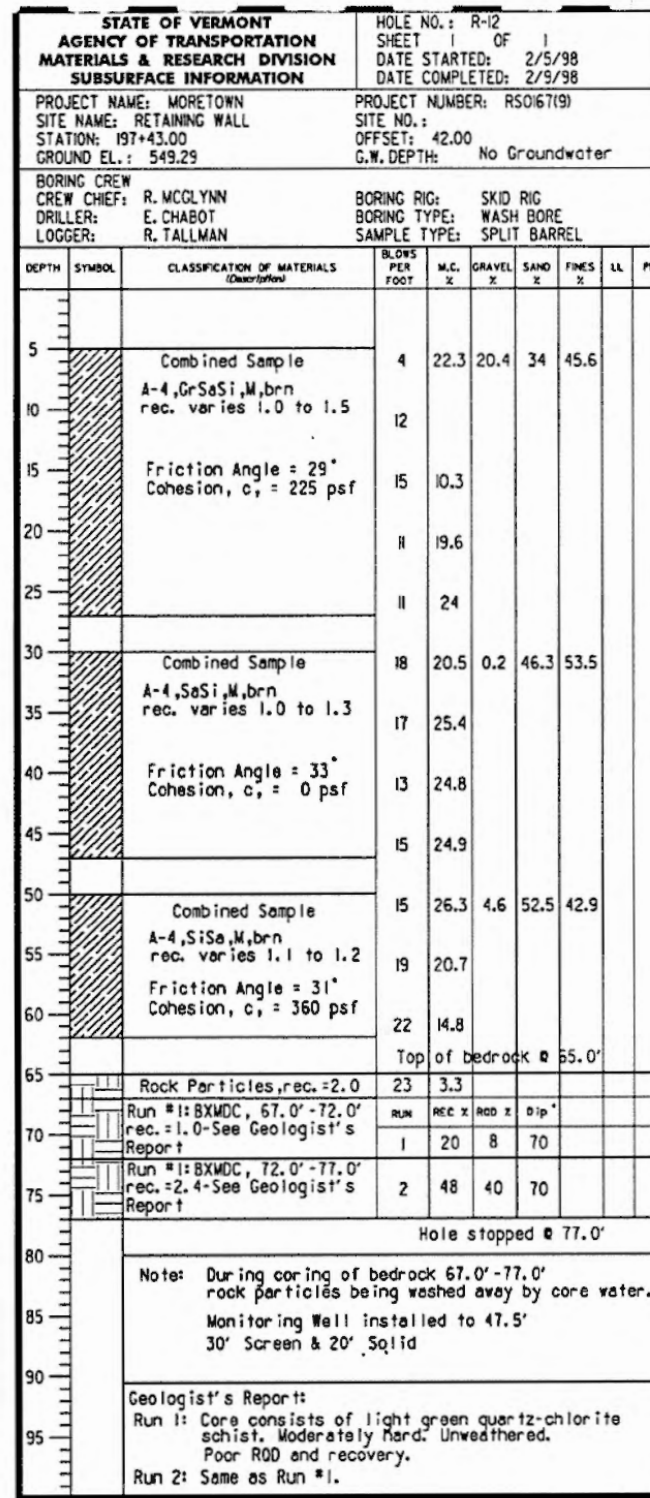 STATE OF VERMONT
AGENCY OF TRANSPORTATION
MATERIALS & RESEARCH DIVISION
SUBSURFACE INFORMATION
HOLE NO.: R-12
SHEET 1 OF 1
DATE STARTED: 2/5/98
DATE COMPLETED: 2/9/98
PROJECT NAME: MORETOWN
SITE NAME: RETAINING WALL
STATION: 197+43.00
GROUND EL.: 549.29
PROJECT NUMBER: RS0167(9)
SITE NO.:
OFFSET: 42.00
G.W. DEPTH: No Groundwater
BORING CREW
CREW CHIEF: R. MCGLYNN
DRILLER: E. CHABOT
LOGGER: R. TALLMAN
BORING RIG: SKID RIG
BORING TYPE: WASH BORE
SAMPLE TYPE: SPLIT BARREL
DEPTH SYMBOL CLASSIFICATION OF MATERIALS (Description) BLOWS PER FOOT M.C. % GRAVEL % SAND % FINES % LL
5 Combined Sample 4 22.3 20.4 34 45.6
A-4,GrSaSi,M,brn
10 rec. varies 1.0 to 1.5 12
15 Friction Angle = 29° 15 10.3
Cohesion, c, = 225 psf
20 11 19.6
25 11 24
30 Combined Sample 18 20.5 0.2 46.3 53.5
A-4,SaSi,M,brn
35 rec. varies 1.0 to 1.3 17 25.4
40 Friction Angle = 33° 13 24.8
Cohesion, c, = 0 psf
45 15 24.9
50 Combined Sample 15 26.3 4.6 52.5 42.9
A-4,SiSa,M,brn
55 rec. varies 1.1 to 1.2 19 20.7
Friction Angle = 31°
60 Cohesion, c, = 360 psf 22 14.8
Top of bedrock @ 65.0'
65 Rock Particles,rec.=2.0 23 3.3
Run #1:BXMDC, 67.0'-72.0' RUN REC % RQD % Dip°
70 rec.=1.0-See Geologist's 1 20 8 70
Report
Run #1:BXMDC, 72.0'-77.0'
75 rec.=2.4-See Geologist's 2 48 40 70
Report
Hole stopped @ 77.0'
80
Note: During coring of bedrock 67.0'-77.0'
rock particles being washed away by core water.
85 Monitoring Well installed to 47.5'
30' Screen & 20' Solid
90
Geologist's Report:
Run 1: Core consists of light green quartz-chlorite
95 schist. Moderately hard. Unweathered.
Poor RQD and recovery.
Run 2: Same as Run #1.